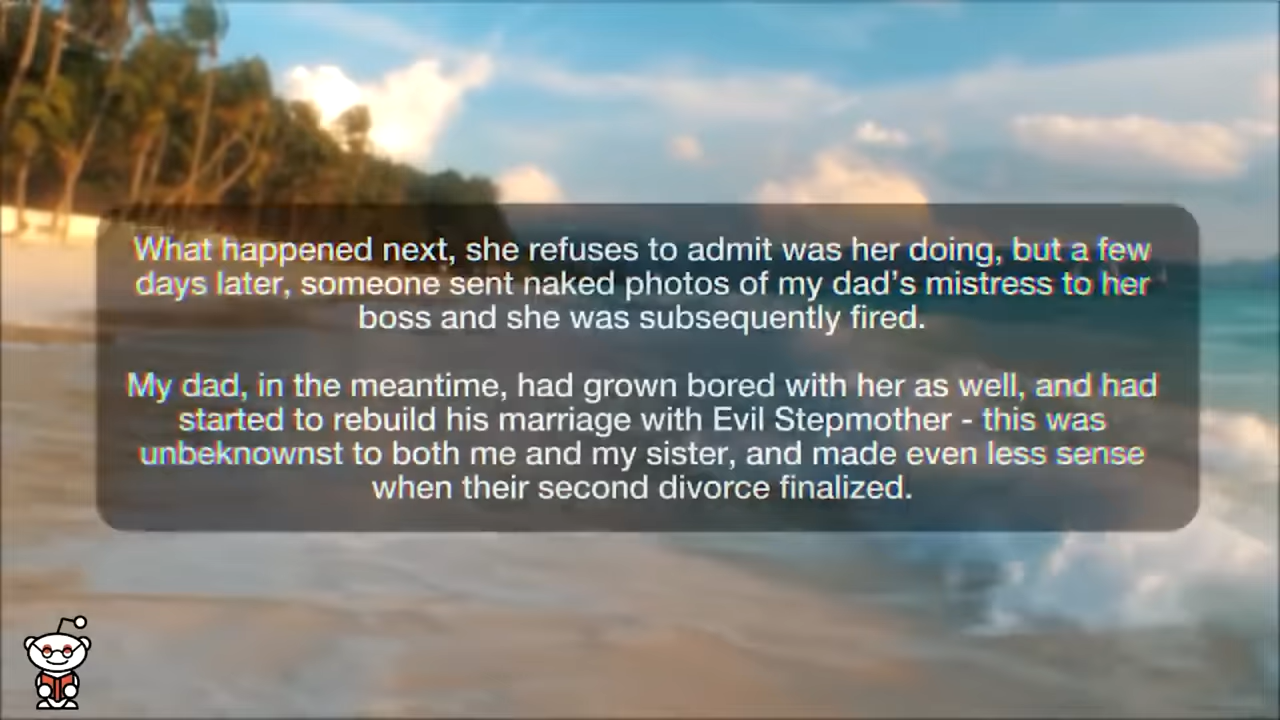 What happened next, she refuses to admit was her doing, but a few
days later, someone sent naked photos of my dad’s mistress to her
boss and she was subsequently fired.
My dad, in the meantime, had grown bored with her as well, and had
started to rebuild his marriage with Evil Stepmother - this was
unbeknownst to both me and my sister, and made even less sense
when their second divorce finalized.